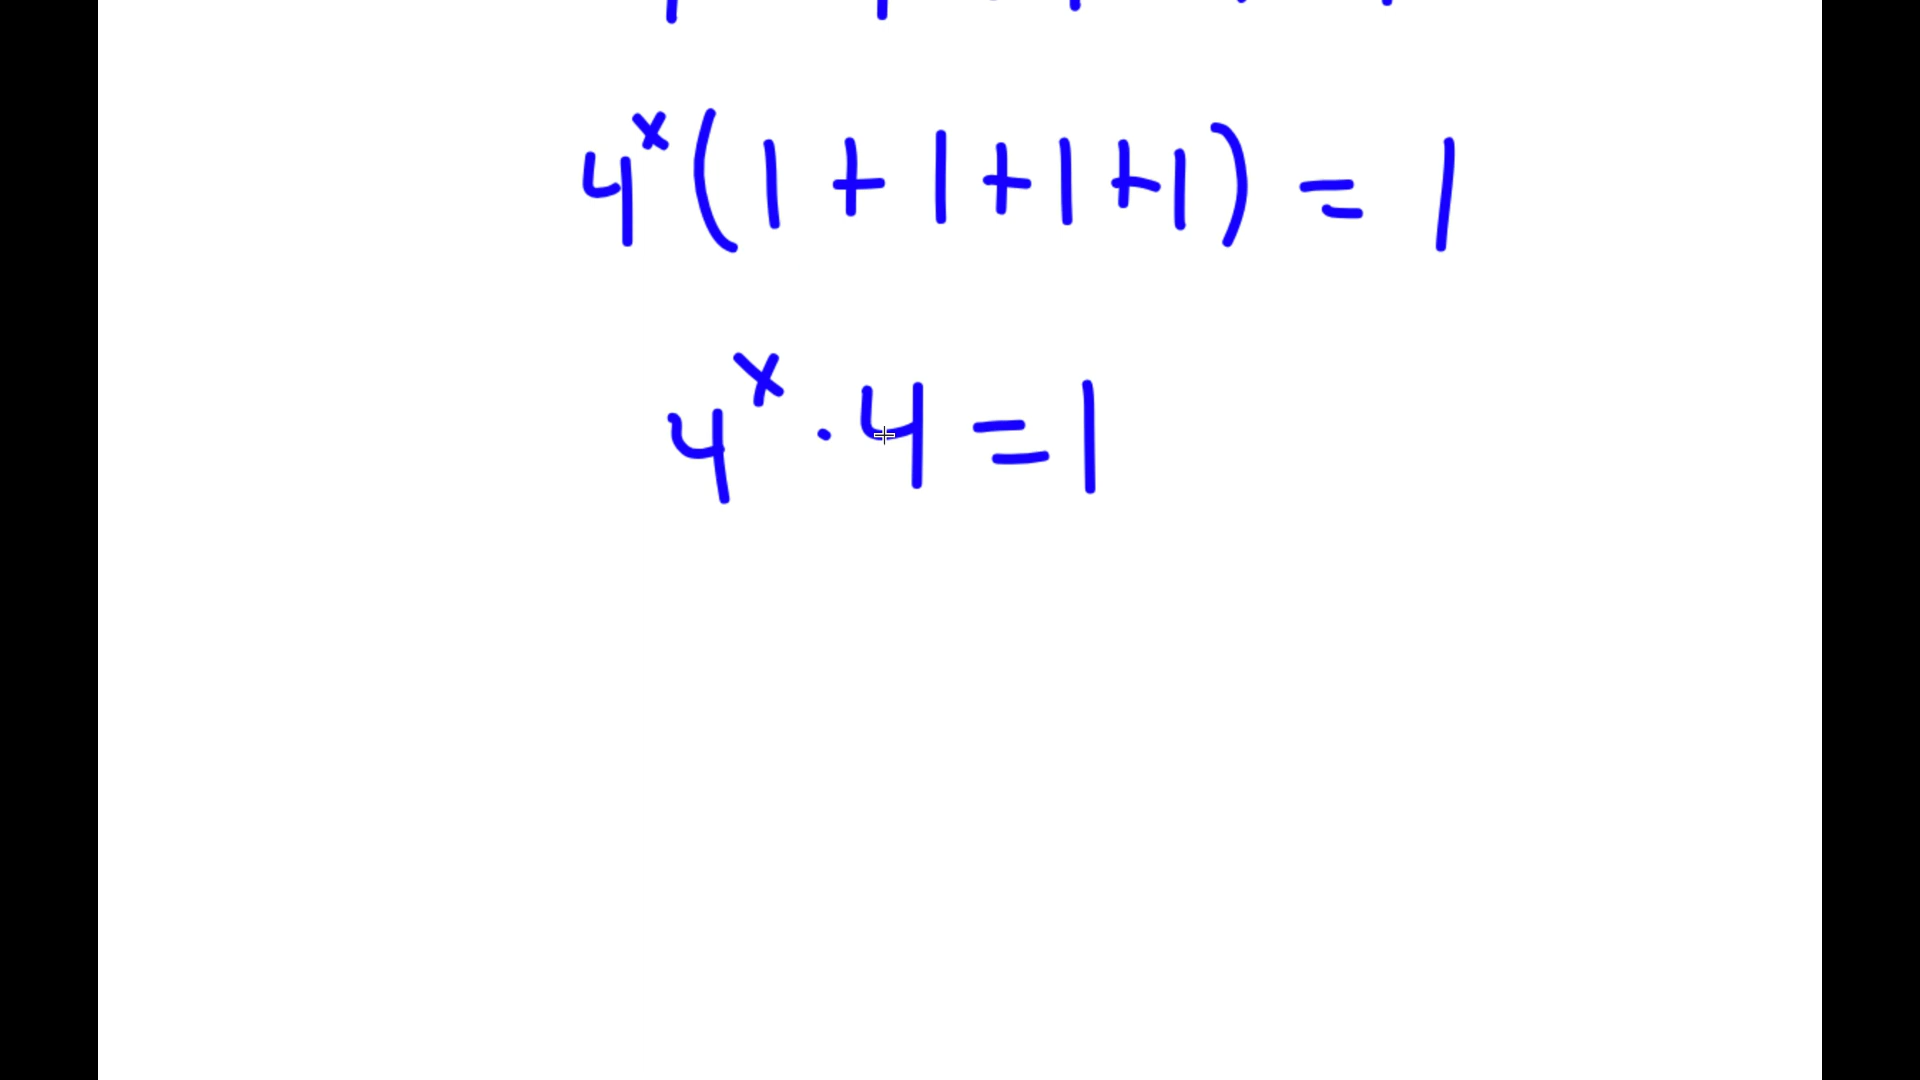 4^x (1 + 1 + 1 + 1) = 1
4^x · 4 = 1